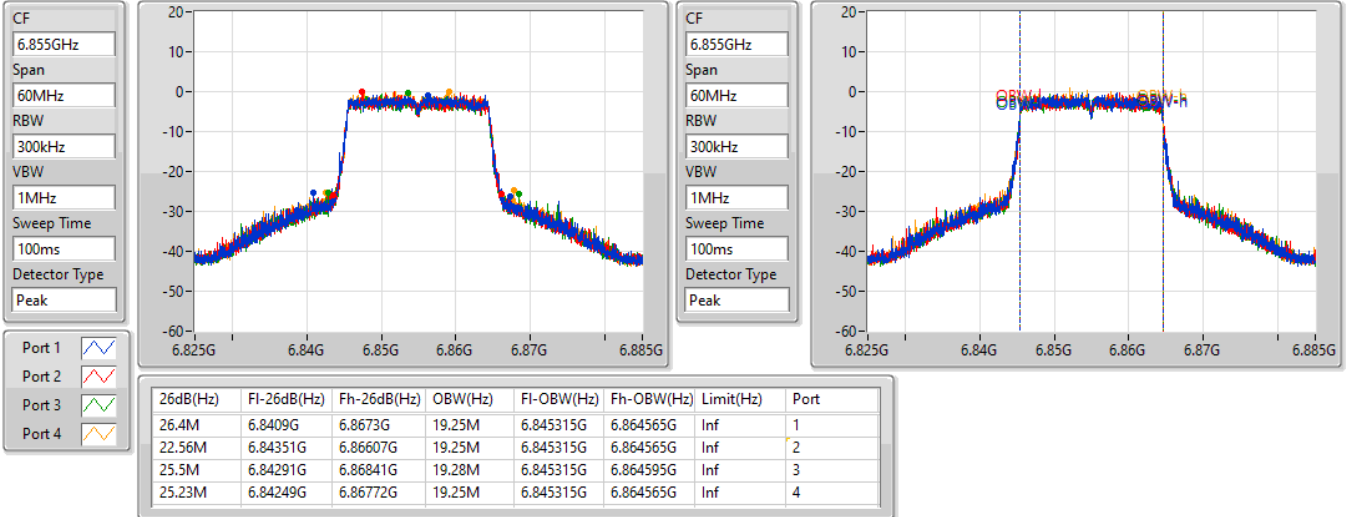 CF
6.855GHz
Span
60MHz
RBW
300kHz
VBW
1MHz
Sweep Time
100ms
Detector Type
Peak
20
10
0
-10
-20
-30
-40
-50
-60
6.825G 6.84G 6.85G 6.86G 6.87G 6.885G
CF
6.855GHz
Span
60MHz
RBW
300kHz
VBW
1MHz
Sweep Time
100ms
Detector Type
Peak
20
10
0
-10
-20
-30
-40
-50
-60
OBW-h
6.825G 6.84G 6.85G 6.86G 6.87G 6.885G
Port 1
Port 2
Port 3
Port 4
26dB(Hz) Fl-26dB(Hz) Fh-26dB(Hz) OBW(Hz) Fl-OBW(Hz) Fh-OBW(Hz) Limit(Hz) Port
26.4M 6.8409G 6.8673G 19.25M 6.845315G 6.864565G Inf 1
22.56M 6.84351G 6.86607G 19.25M 6.845315G 6.864565G Inf 2
25.5M 6.84291G 6.86841G 19.28M 6.845315G 6.864595G Inf 3
25.23M 6.84249G 6.86772G 19.25M 6.845315G 6.864565G Inf 4